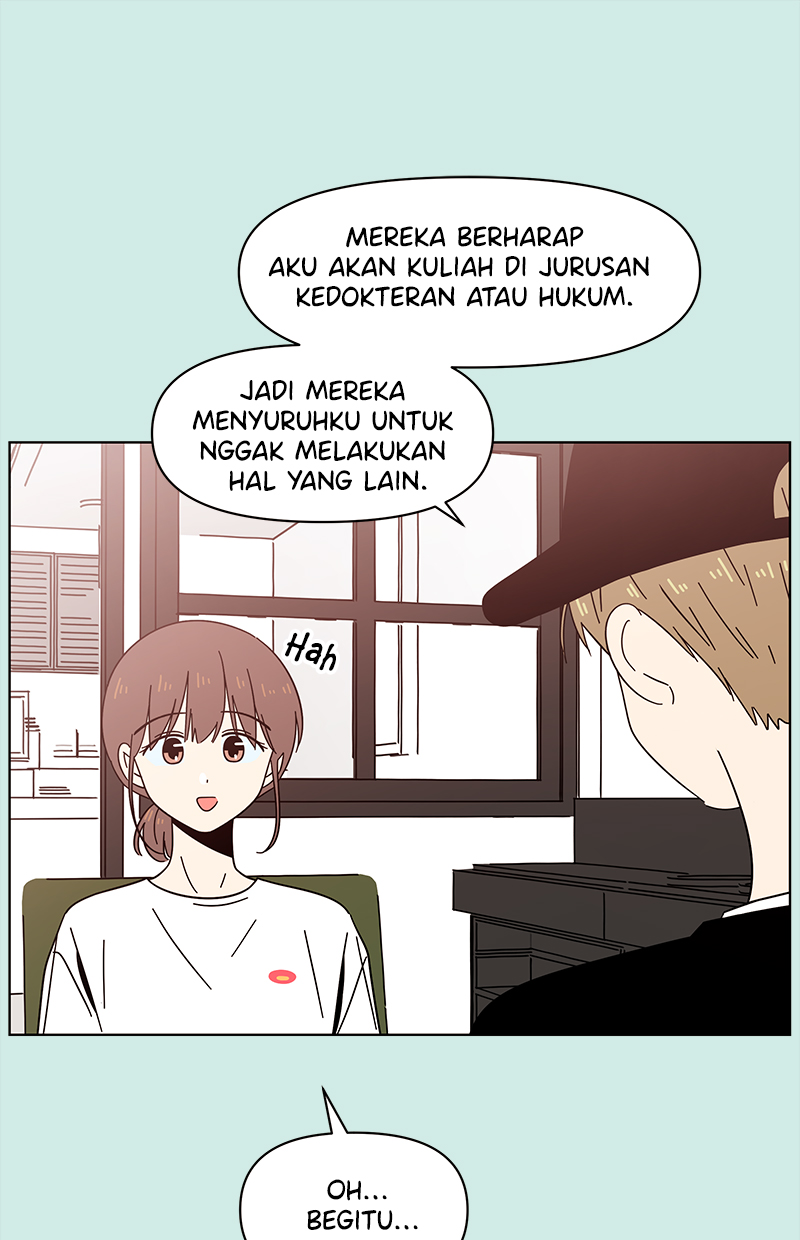 MEREKA BERHARAP
AKU AKAN KULIAH DI JURUSAN
KEDOKTERAN ATAU HUKUM.
JADI MEREKA
MENYURUHKU UNTUK
NGGAK MELAKUKAN
HAL YANG LAIN.
Hah
OH...
BEGITU...